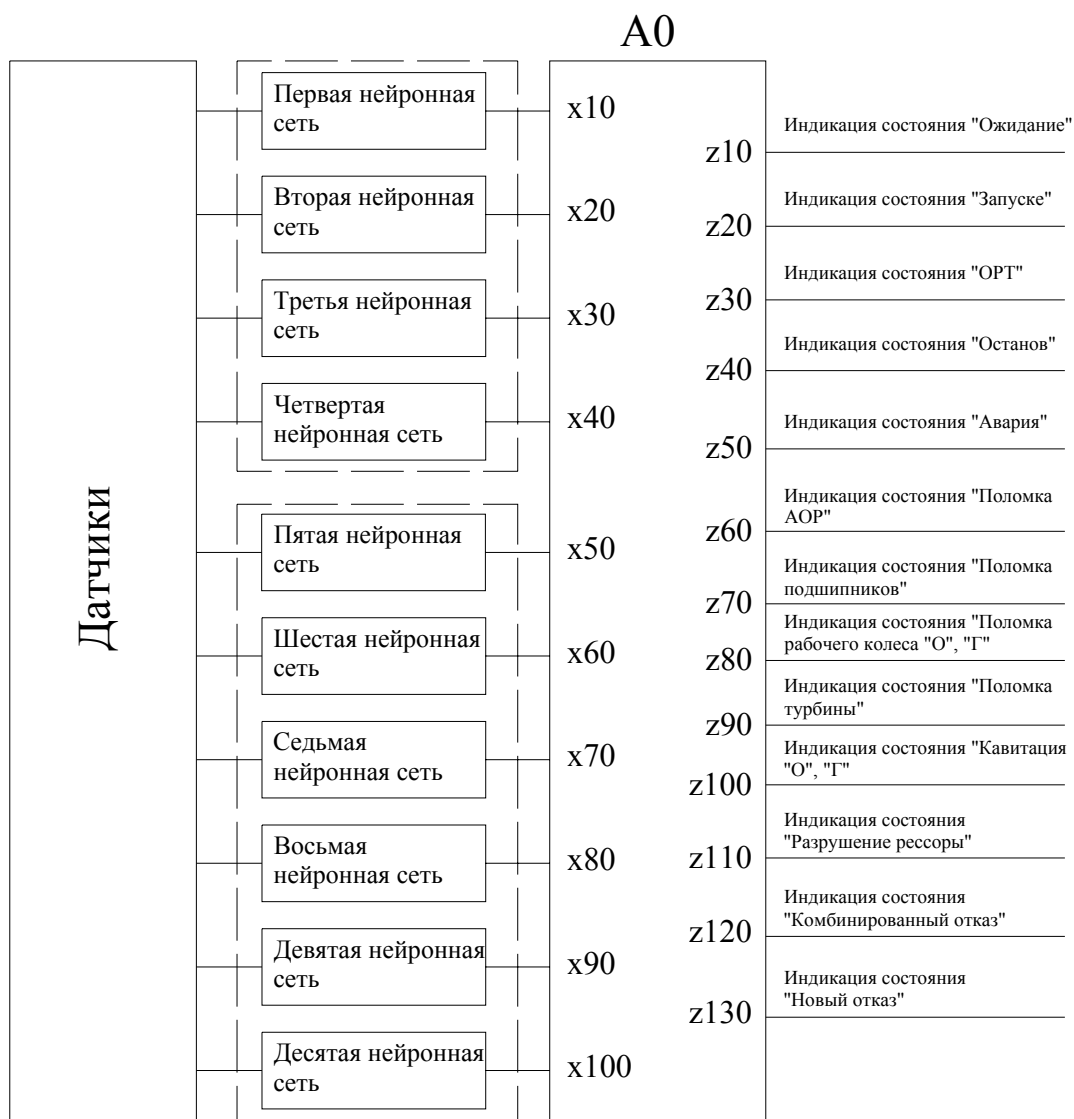 A0
Датчики
Первая нейронная
сеть
Вторая нейронная
сеть
Третья нейронная
сеть
Четвертая
нейронная сеть
Пятая нейронная
сеть
Шестая нейронная
сеть
Седьмая
нейронная сеть
Восьмая
нейронная сеть
Девятая нейронная
сеть
Десятая нейронная
сеть
x10
x20
x30
x40
x50
x60
x70
x80
x90
x100
z10
Индикация состояния "Ожидание"
z20
Индикация состояния "Запуске"
z30
Индикация состояния "ОРТ"
z40
Индикация состояния "Останов"
z50
Индикация состояния "Авария"
z60
Индикация состояния "Поломка
АОР"
z70
Индикация состояния "Поломка
подшипников"
z80
Индикация состояния "Поломка
рабочего колеса "О", "Г"
z90
Индикация состояния "Поломка
турбины"
z100
Индикация состояния "Кавитация
"О", "Г"
z110
Индикация состояния
"Разрушение рессоры"
z120
Индикация состояния
"Комбинированный отказ"
z130
Индикация состояния
"Новый отказ"